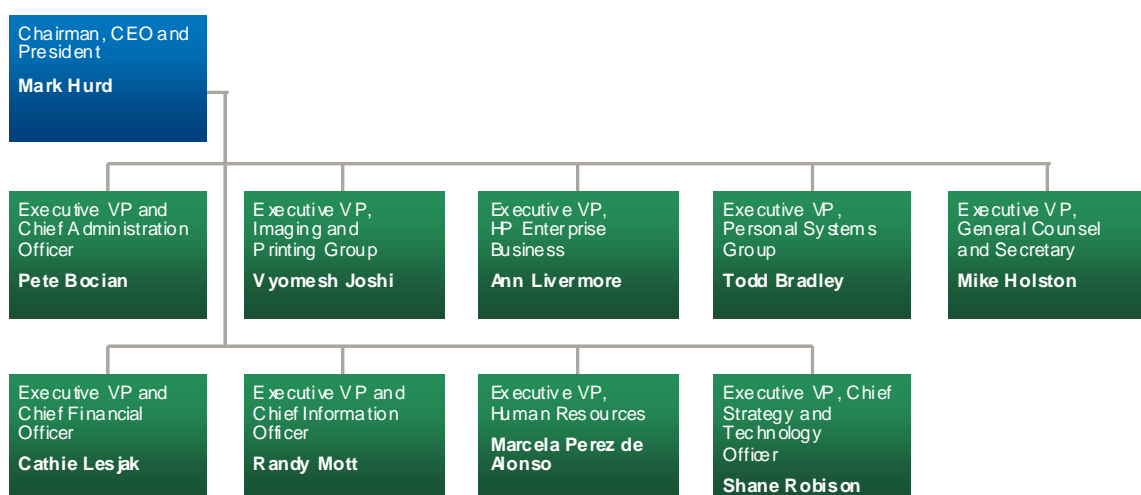 Chairman, CEO and
President
Mark Hurd
Executive VP and
Chief Administration
Officer
Pete Bocian
Executive VP,
Imaging and
Printing Group
Vyomesh Joshi
Executive VP,
HP Enterprise
Business
Ann Livermore
Executive VP,
Personal Systems
Group
Todd Bradley
Executive VP,
General Counsel
and Secretary
Mike Holston
Executive VP and
Chief Financial
Officer
Cathie Lesjak
Executive VP and
Chief Information
Officer
Randy Mott
Executive VP,
Human Resources
Marcela Perez de
Alonso
Executive VP, Chief
Strategy and
Technology
Officer
Shane Robison